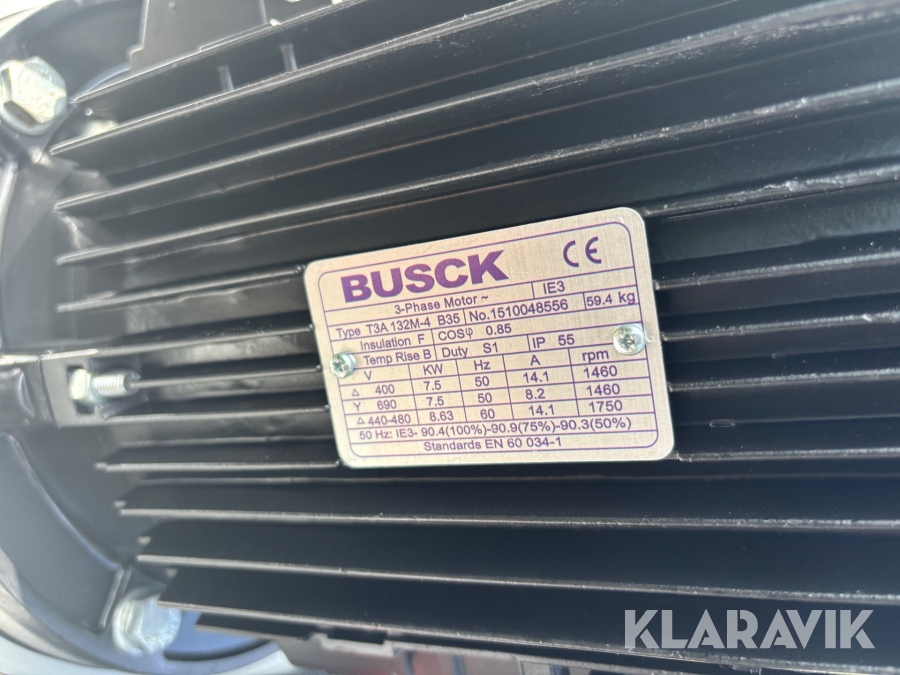 BUSCK CE
3-Phase Motor ~ IE3
Type T3A 132M-4 B35 No.1510048556 59.4 kg
Insulation F COSφ 0.85
Temp Rise B Duty S1 IP 55
V KW Hz A rpm
Δ 400 7.5 50 14.1 1460
Y 690 7.5 50 8.2 1460
Δ 440-480 8.63 60 14.1 1750
50 Hz: IE3- 90.4(100%)-90.9(75%)-90.3(50%)
Standards EN 60 034-1
KLARAVIK